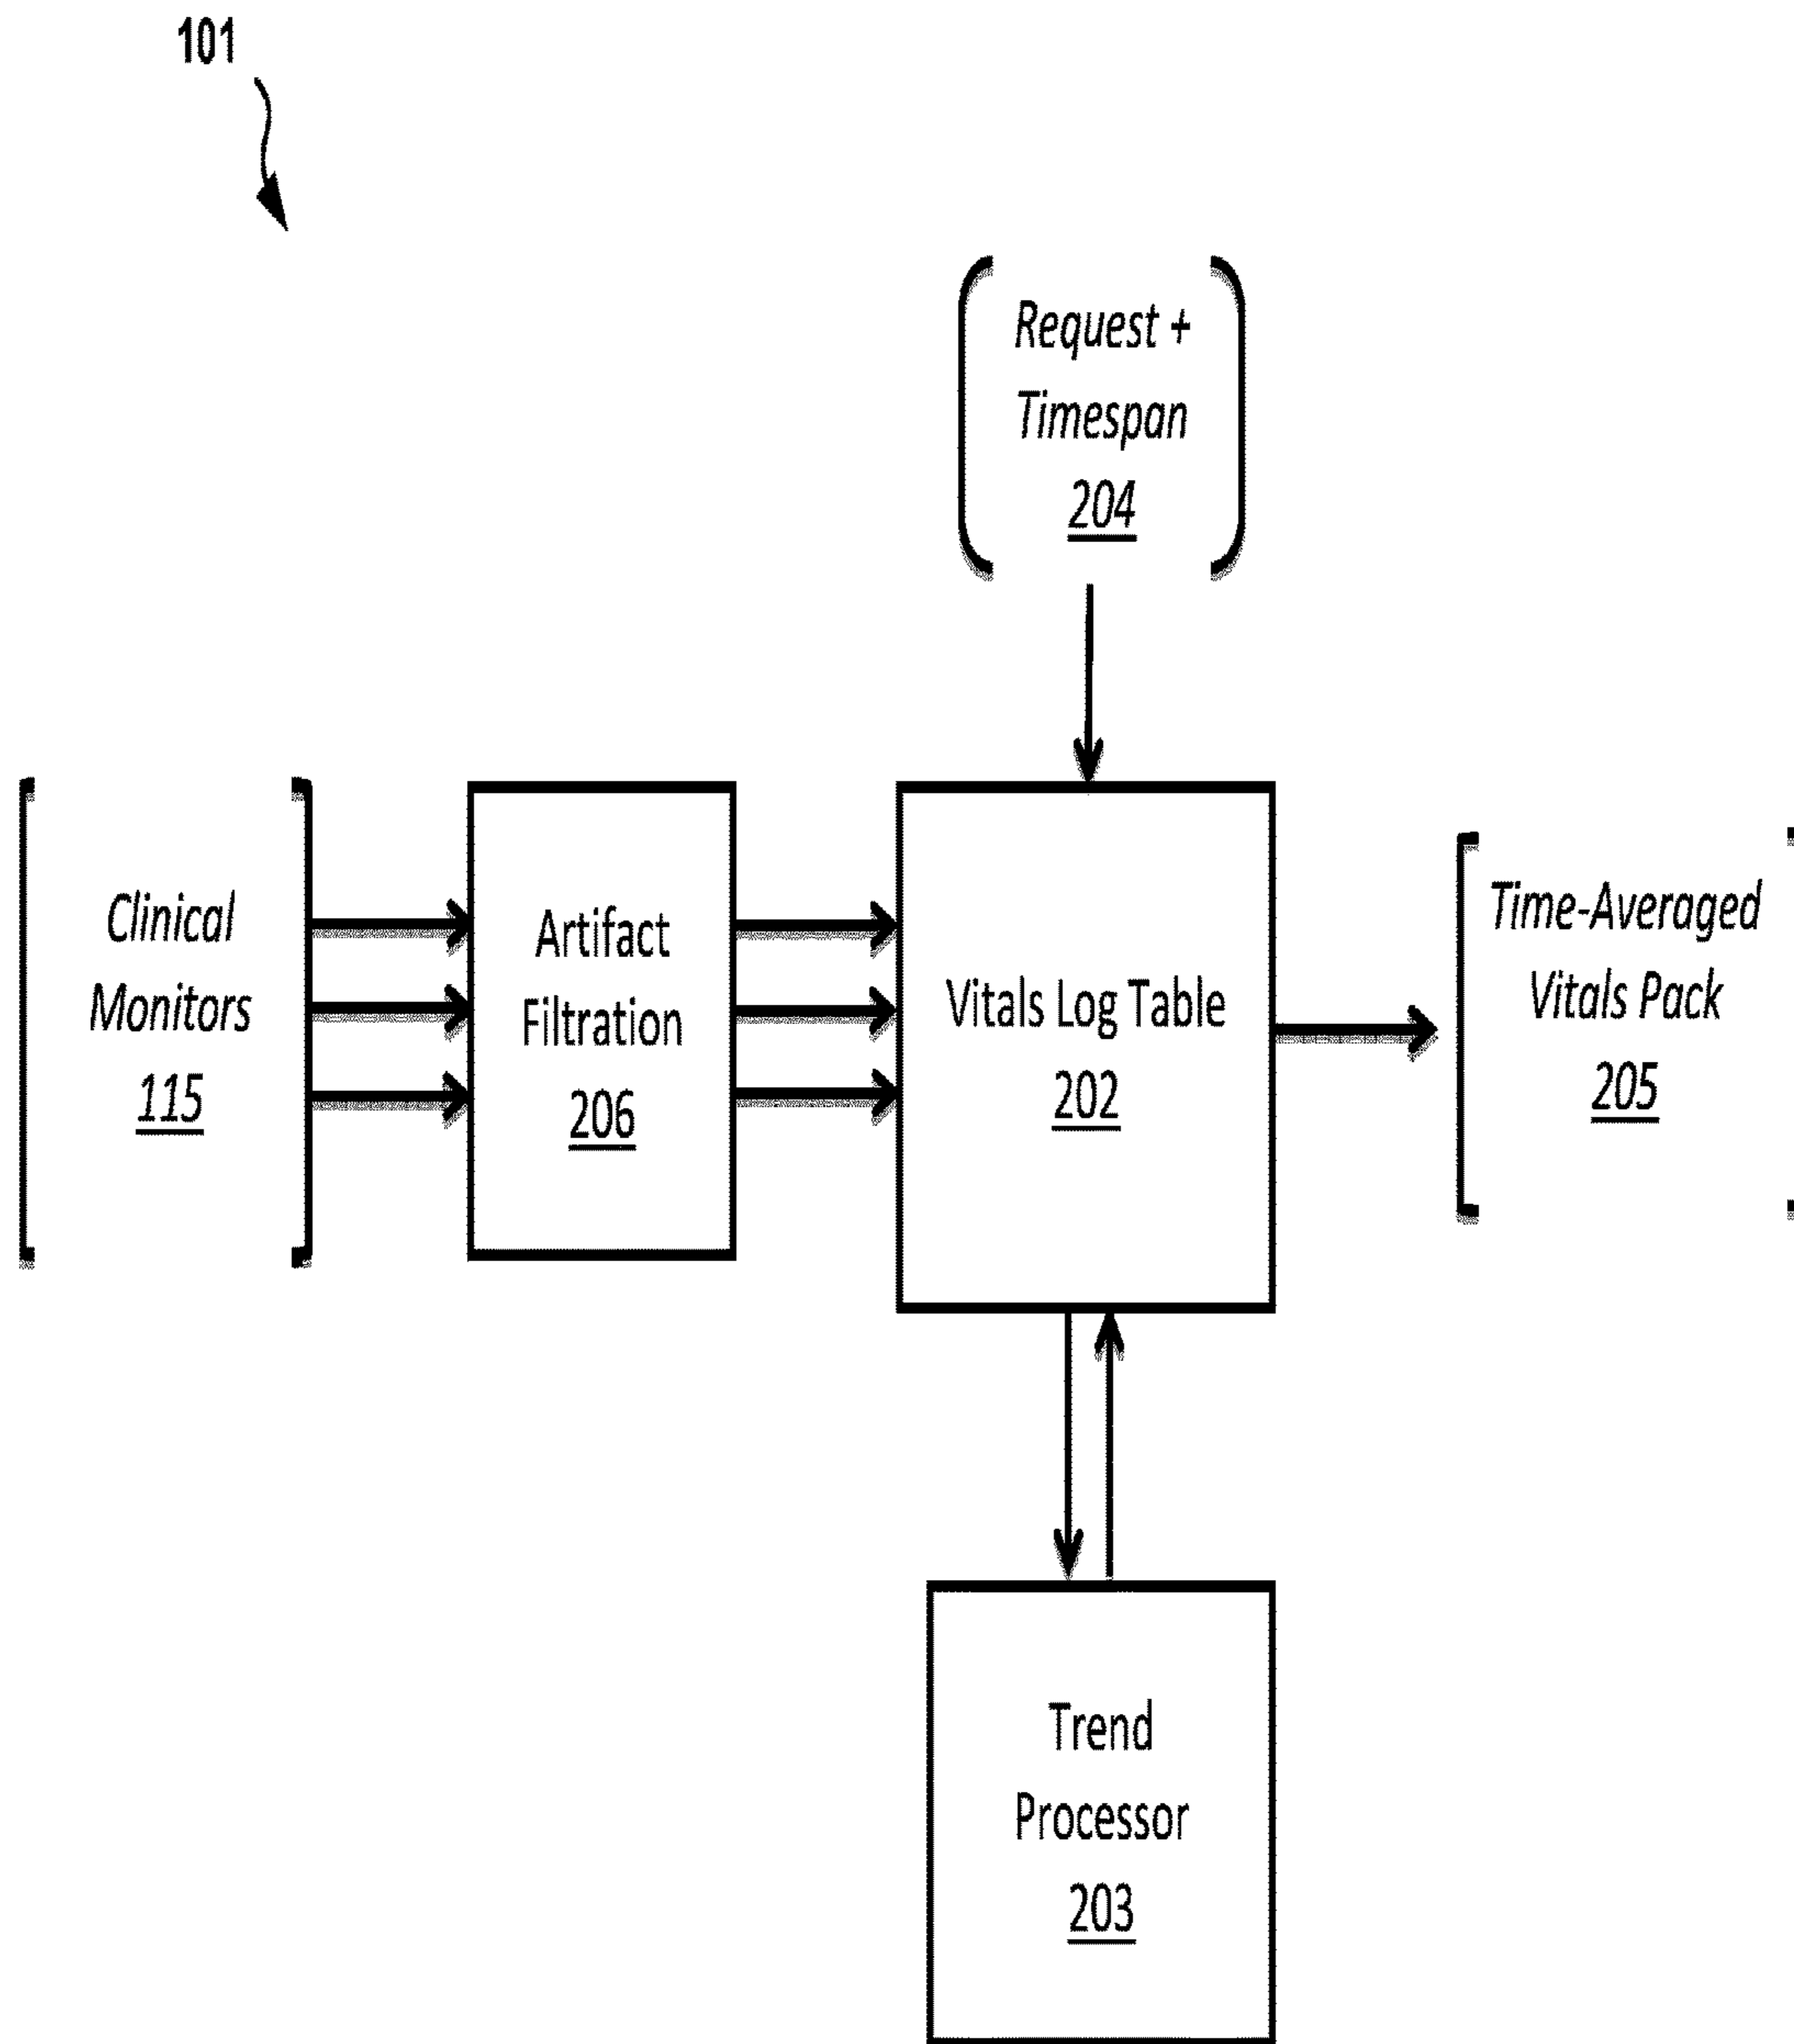 101
Request +
Timespan
204
Clinical
Monitors
115
Artifact
Filtration
206
Vitals Log Table
202
Time-Averaged
Vitals Pack
205
Trend
Processor
203